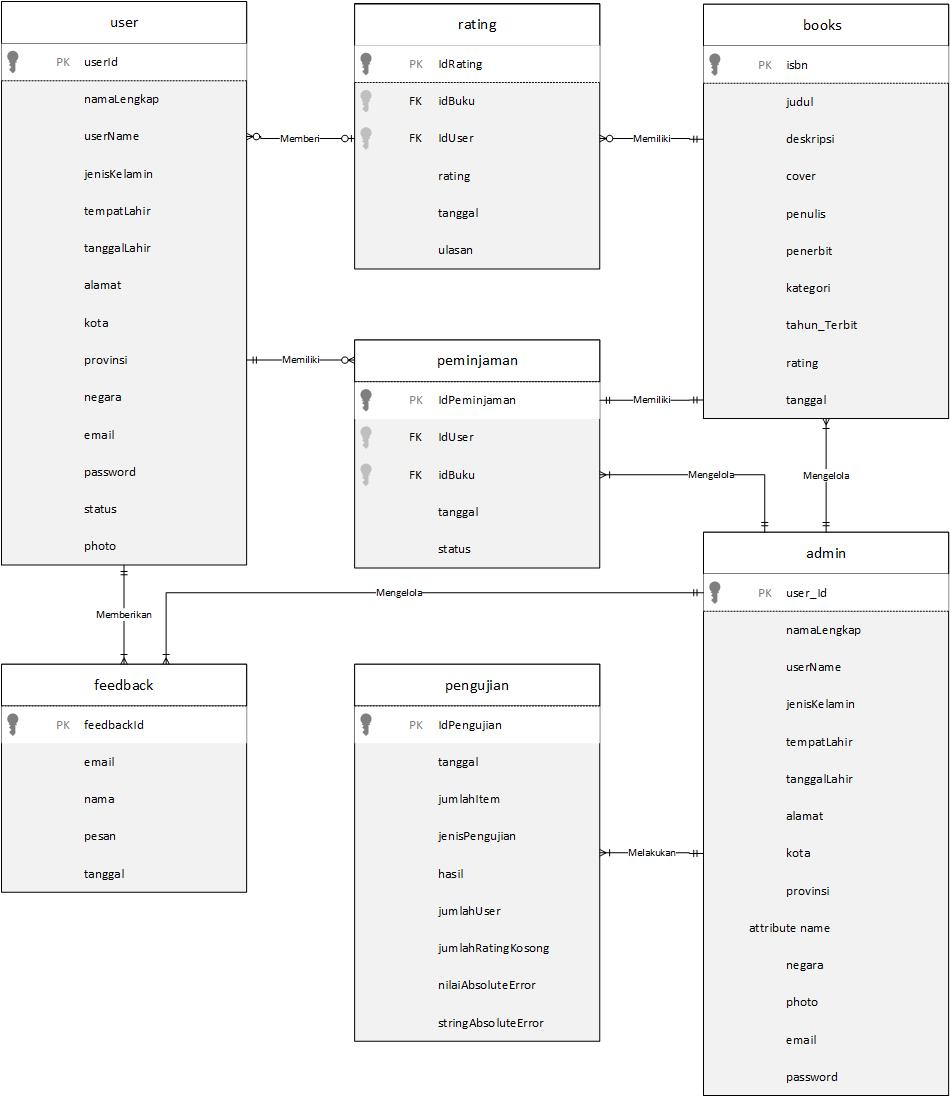 user
PK userId
namaLengkap
userName
jenisKelamin
tempatLahir
tanggalLahir
alamat
kota
provinsi
negara
email
password
status
photo
Memberi
rating
PK IdRating
FK idBuku
FK IdUser
rating
tanggal
ulasan
Memiliki
books
PK isbn
judul
deskripsi
cover
penulis
penerbit
kategori
tahun_Terbit
rating
tanggal
Memiliki
peminjaman
PK IdPeminjaman
FK IdUser
FK idBuku
tanggal
status
Memiliki
Mengelola
Mengelola
Mengelola
Memberikan
feedback
PK feedbackId
email
nama
pesan
tanggal
pengujian
PK IdPengujian
tanggal
jumlahItem
jenisPengujian
hasil
jumlahUser
jumlahRatingKosong
nilaiAbsoluteError
stringAbsoluteError
Melakukan
admin
PK user_Id
namaLengkap
userName
jenisKelamin
tempatLahir
tanggalLahir
alamat
kota
provinsi
attribute name
negara
photo
email
password